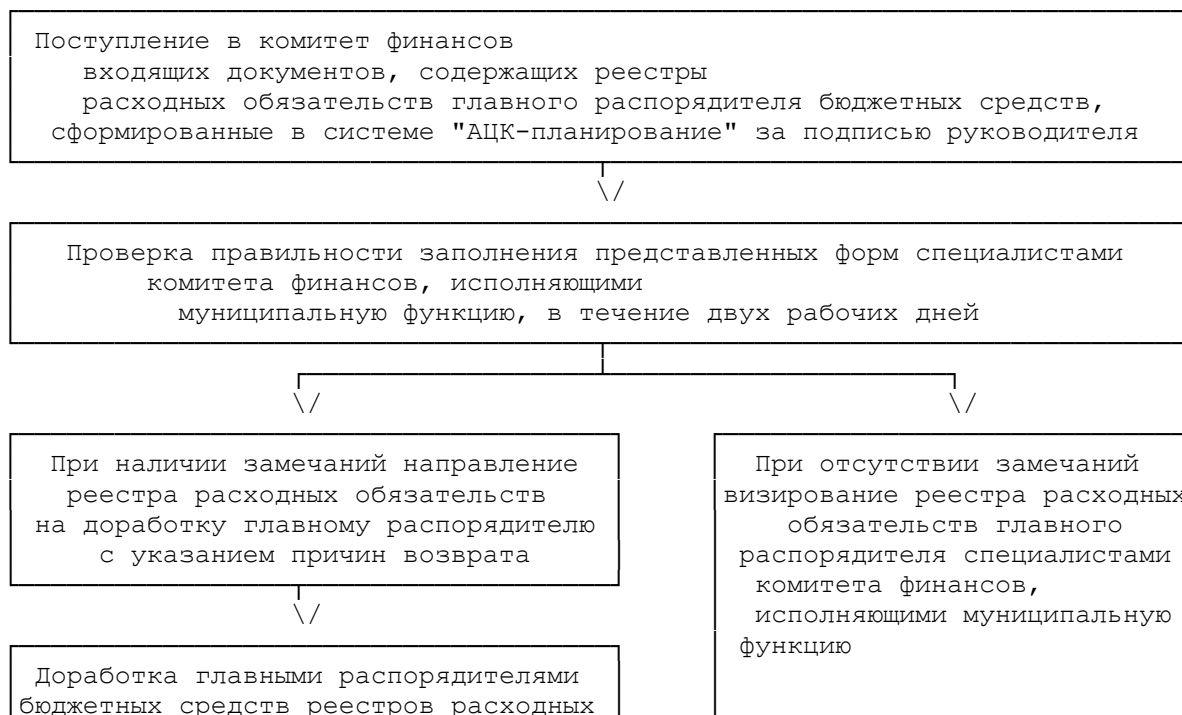 Поступление в комитет финансов
входящих документов, содержащих реестры
расходных обязательств главного распорядителя бюджетных средств,
сформированные в системе "АЦК-планирование" за подписью руководителя
\/
Проверка правильности заполнения представленных форм специалистами
комитета финансов, исполняющими
муниципальную функцию, в течение двух рабочих дней
\/
\/
При наличии замечаний направление
реестра расходных обязательств
на доработку главному распорядителю
с указанием причин возврата
\/
Доработка главными распорядителями
бюджетных средств реестров расходных
При отсутствии замечаний
визирование реестра расходных
обязательств главного
распорядителя специалистами
комитета финансов,
исполняющими муниципальную
функцию